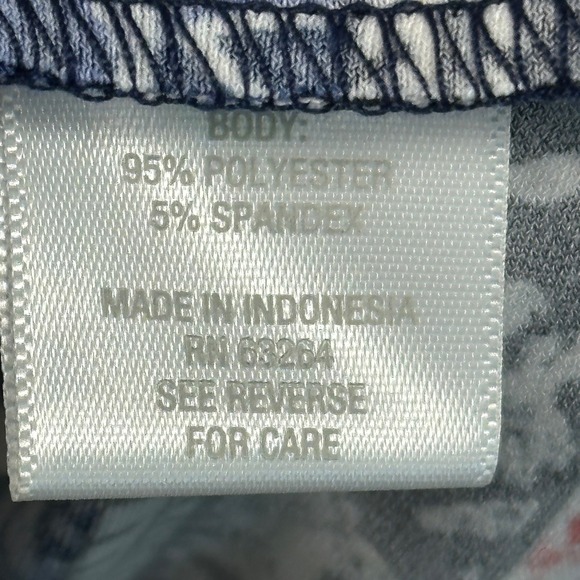 BODY:
95% POLYESTER
5% SPANDEX
MADE IN INDONESIA
RN 63264
SEE REVERSE
FOR CARE